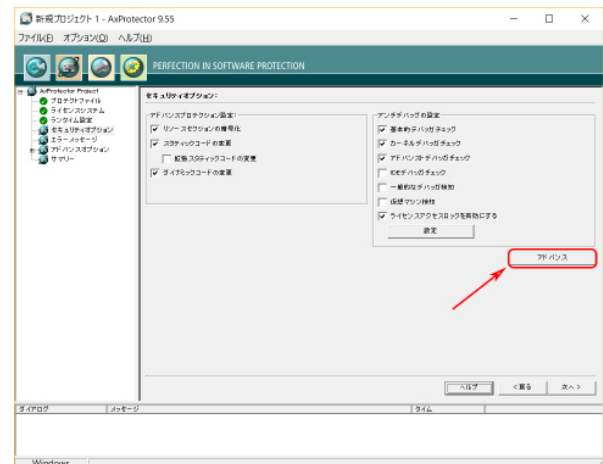 新規プロジェクト 1 - AxProtector 9.55
ファイル(F) オプション(O) ヘルプ(H)
PERFECTION IN SOFTWARE PROTECTION
AxProtector Project
プロテクトファイル
ライセンスシステム
ランタイム設定
セキュリティオプション
エラーメッセージ
アドバンスオプション
サマリー
セキュリティオプション:
アドバンスプロテクション設定:
リソースセクションの暗号化
スタティックコードの変更
拡張スタティックコードの変更
ダイナミックコードの変更
アンチデバッグの設定
基本的デバッガチェック
カーネルデバッガチェック
アドバンストデバッガチェック
IDEデバッガチェック
一般的なデバッガ検知
仮想マシン検知
ライセンスアクセスロックを有効にする
設定
アドバンス
ヘルプ
<戻る
次へ>
ダイアログ メッセージ タイム
Windows